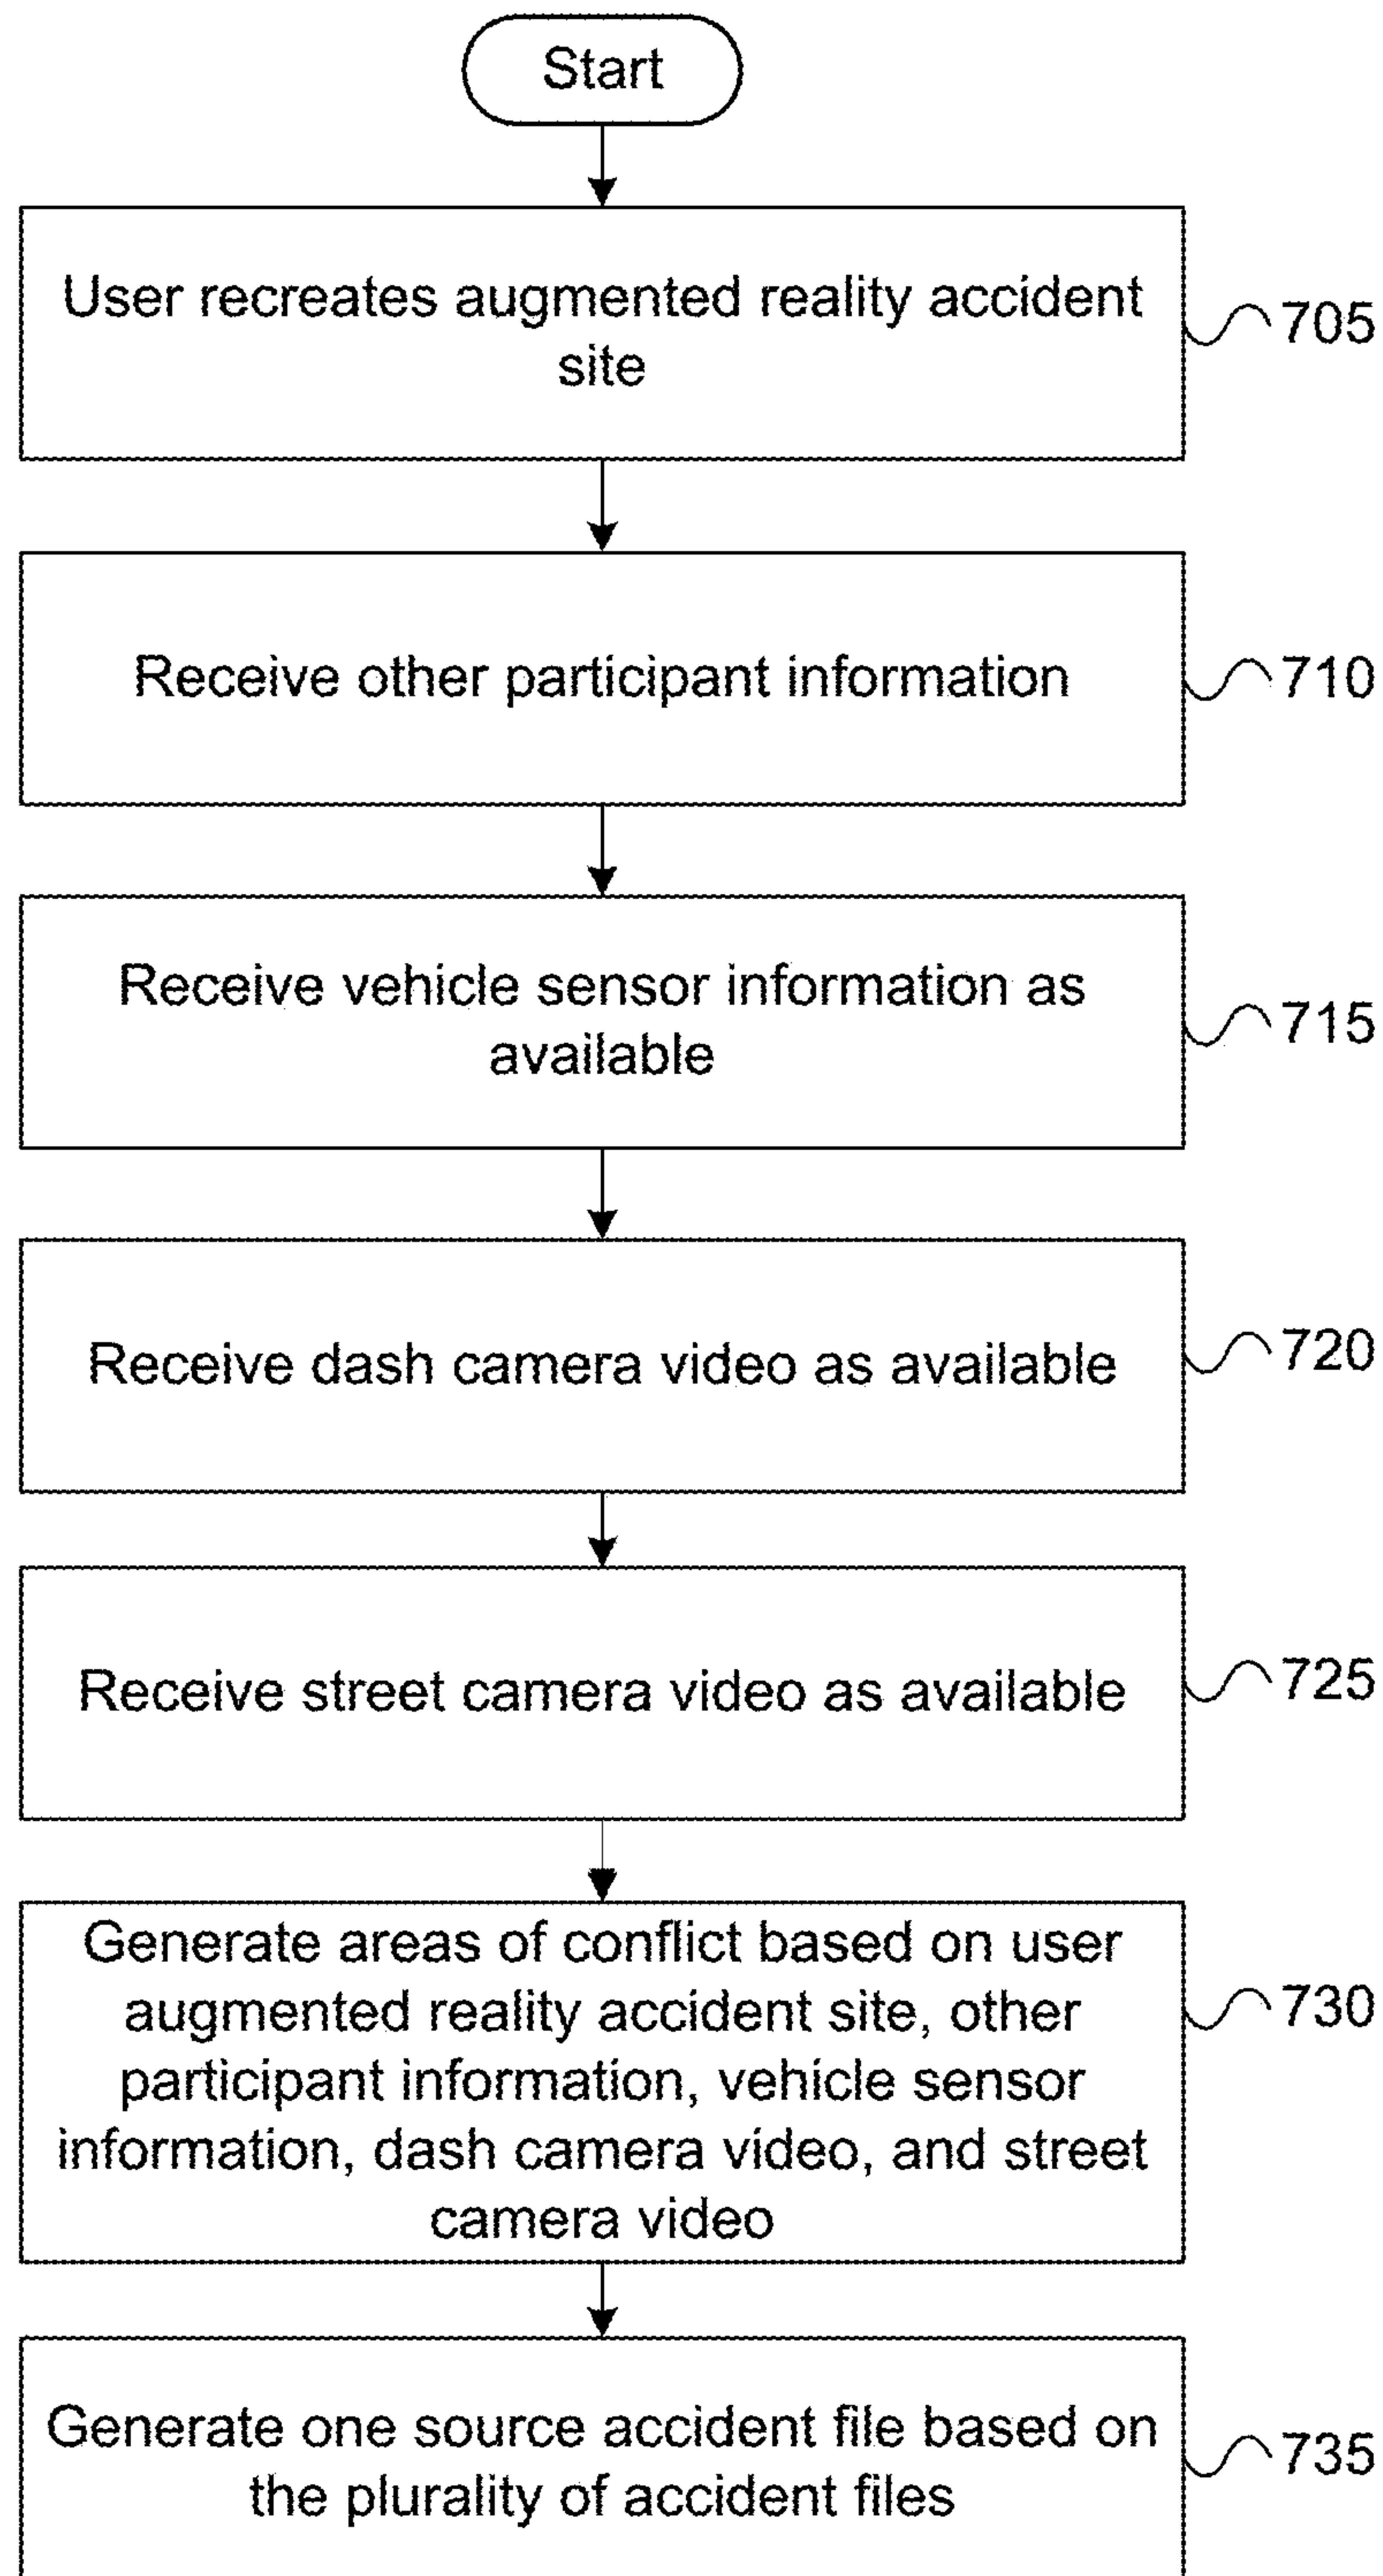 Start
User recreates augmented reality accident
site
705
Receive other participant information
710
Receive vehicle sensor information as
available
715
Receive dash camera video as available
720
Receive street camera video as available
725
Generate areas of conflict based on user
augmented reality accident site, other
participant information, vehicle sensor
information, dash camera video, and street
camera video
730
Generate one source accident file based on
the plurality of accident files
735